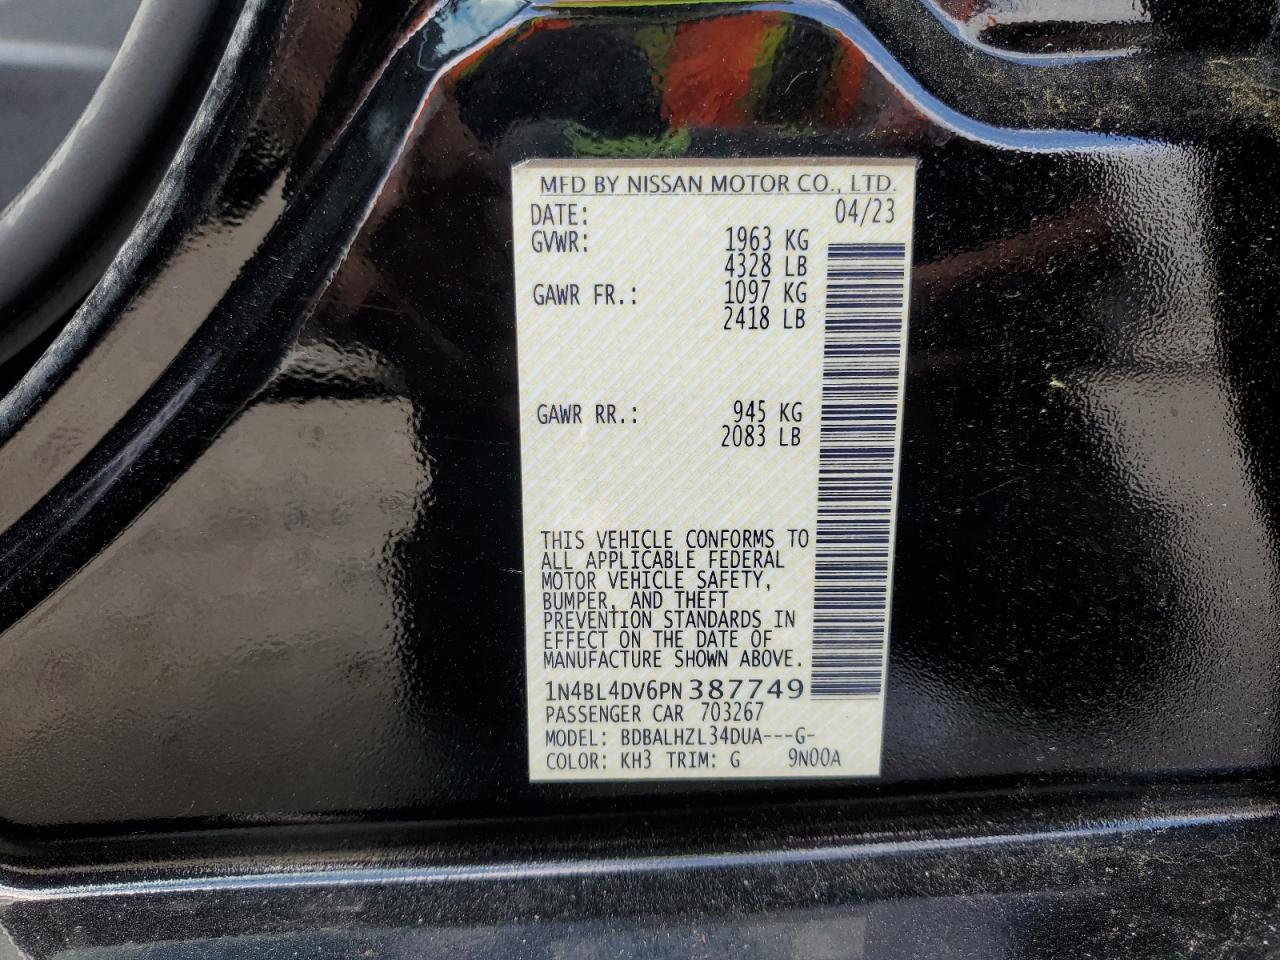 MFD BY NISSAN MOTOR CO., LTD.
DATE: 04/23
GVWR: 1963 KG
4328 LB
GAWR FR.: 1097 KG
2418 LB
GAWR RR.: 945 KG
2083 LB
THIS VEHICLE CONFORMS TO
ALL APPLICABLE FEDERAL
MOTOR VEHICLE SAFETY,
BUMPER, AND THEFT
PREVENTION STANDARDS IN
EFFECT ON THE DATE OF
MANUFACTURE SHOWN ABOVE.
1N4BL4DV6PN387749
PASSENGER CAR 703267
MODEL: BDBALHZL34DUA---G-
COLOR: KH3 TRIM: G 9N00A